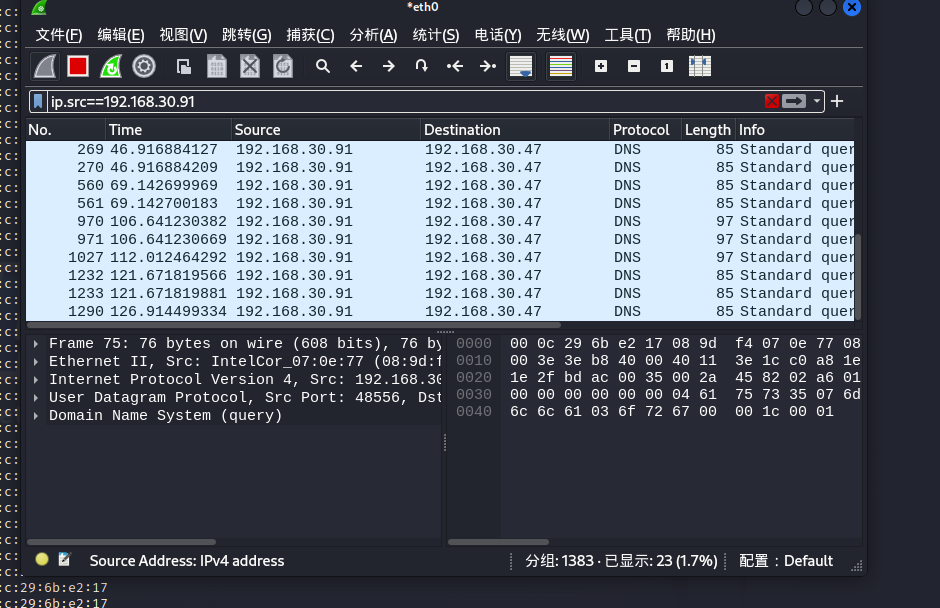 *eth0
文件(F) 编辑(E) 视图(V) 跳转(G) 捕获(C) 分析(A) 统计(S) 电话(Y) 无线(W) 工具(T) 帮助(H)
ip.src==192.168.30.91
No. Time Source Destination Protocol Length Info
269 46.916884127 192.168.30.91 192.168.30.47 DNS 85 Standard quer
270 46.916884209 192.168.30.91 192.168.30.47 DNS 85 Standard quer
560 69.142699969 192.168.30.91 192.168.30.47 DNS 85 Standard quer
561 69.142700183 192.168.30.91 192.168.30.47 DNS 85 Standard quer
970 106.641230382 192.168.30.91 192.168.30.47 DNS 97 Standard quer
971 106.641230669 192.168.30.91 192.168.30.47 DNS 97 Standard quer
1027 112.012464292 192.168.30.91 192.168.30.47 DNS 97 Standard quer
1232 121.671819566 192.168.30.91 192.168.30.47 DNS 85 Standard quer
1233 121.671819881 192.168.30.91 192.168.30.47 DNS 85 Standard quer
1290 126.914499334 192.168.30.91 192.168.30.47 DNS 85 Standard quer
Frame 75: 76 bytes on wire (608 bits), 76 by
Ethernet II, Src: IntelCor_07:0e:77 (08:9d:f
Internet Protocol Version 4, Src: 192.168.30
User Datagram Protocol, Src Port: 48556, Dst
Domain Name System (query)
0000 00 0c 29 6b e2 17 08 9d f4 07 0e 77 08
0010 00 3e 3e b8 40 00 40 11 3e 1c c0 a8 1e
0020 1e 2f bd ac 00 35 00 2a 45 82 02 a6 01
0030 00 00 00 00 00 00 04 61 75 73 35 07 6d
0040 6c 6c 61 03 6f 72 67 00 00 1c 00 01
Source Address: IPv4 address
分组: 1383 · 已显示: 23 (1.7%)
配置：Default
:c:29:6b:e2:17
:c:29:6b:e2:17